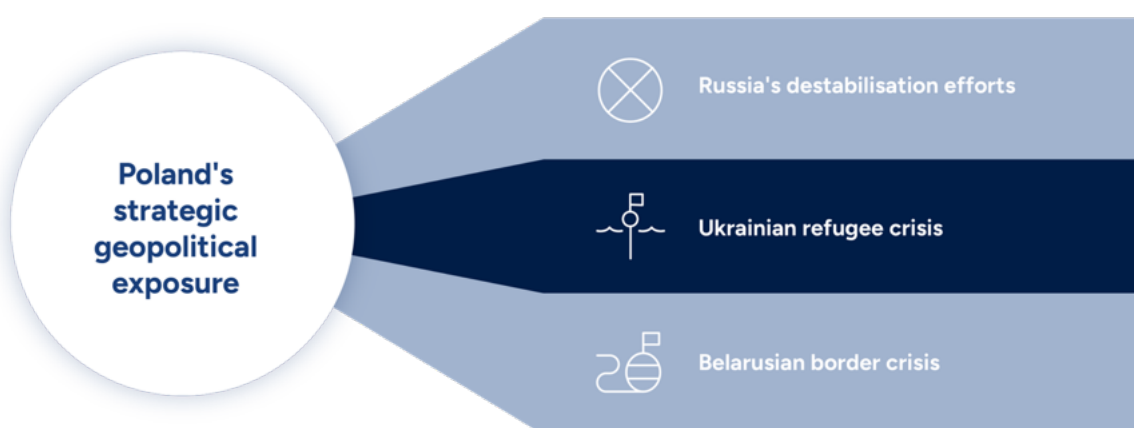 Poland's
strategic
geopolitical
exposure
Russia's destabilisation efforts
Ukrainian refugee crisis
Belarusian border crisis